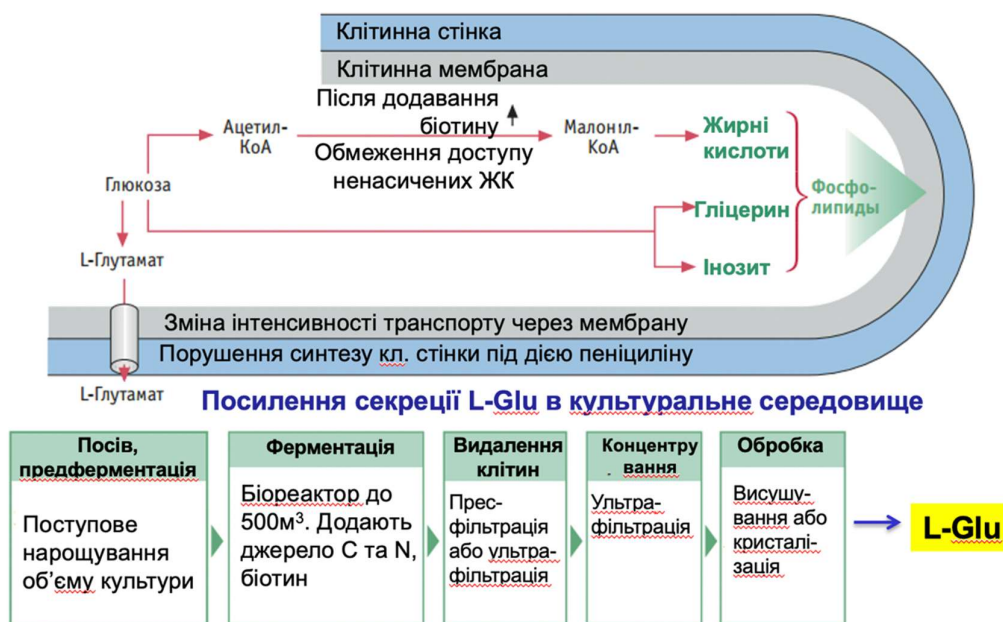 Клітинна стінка
Клітинна мембрана
Після додавання
біотину
Ацетил-
КоА
Малоніл-
КоА
Жирні
кислоти
Обмеження доступу
ненасичених ЖК
Глюкоза
Фосфо-
липиды
Гліцерин
L-Глутамат
Інозит
Зміна інтенсивності транспорту через мембрану
Порушення синтезу кл. стінки під дією пеніциліну
L-Глутамат
Посилення секреції L-Glu в культуральне середовище
Посів,
предферментація
Поступове
нарощування
об’єму культури
Ферментація
Біореактор до
500м³. Додають
джерело С та N,
біотин
Видалення
клітин
Прес-
фільтрація
або ультра-
фільтрація
Концентру
вання
Ультра-
фільтрація
Обробка
Висушу-
вання або
кристалі-
зація
L-Glu